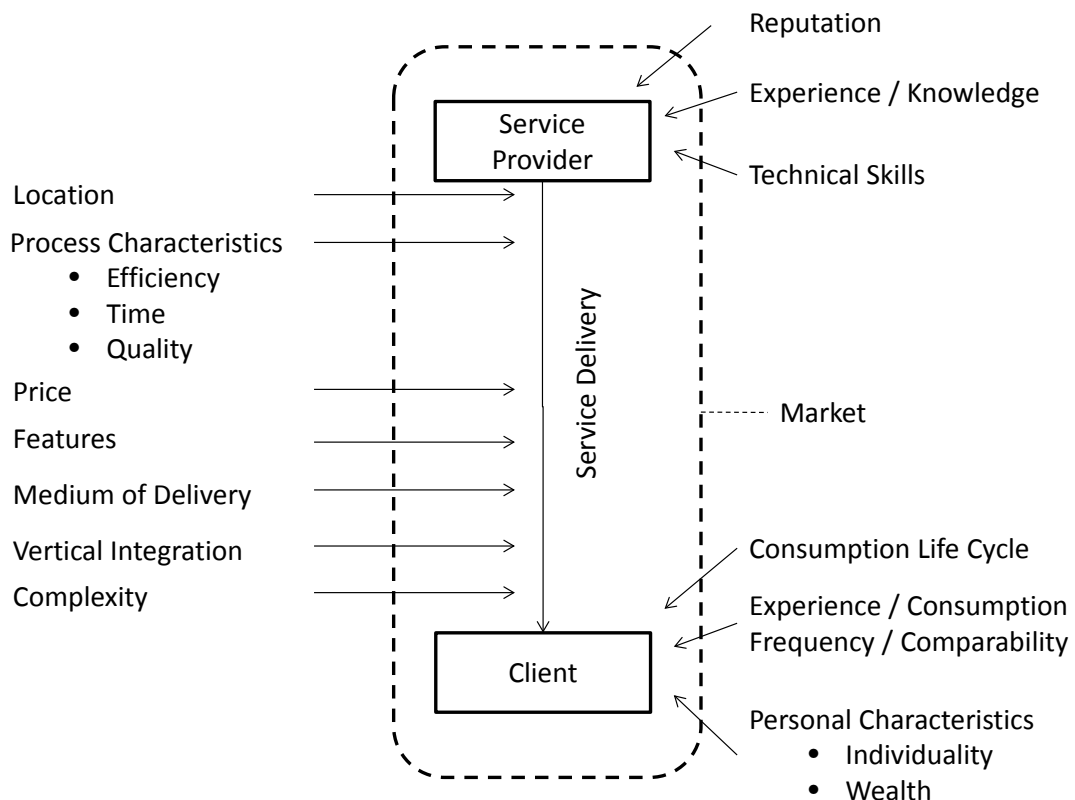 Reputation
Experience / Knowledge
Technical Skills
Service
Provider
Location
Process Characteristics
• Efficiency
• Time
• Quality
Price
Features
Medium of Delivery
Vertical Integration
Complexity
Service Delivery
Market
Consumption Life Cycle
Experience / Consumption
Frequency / Comparability
Client
Personal Characteristics
• Individuality
• Wealth